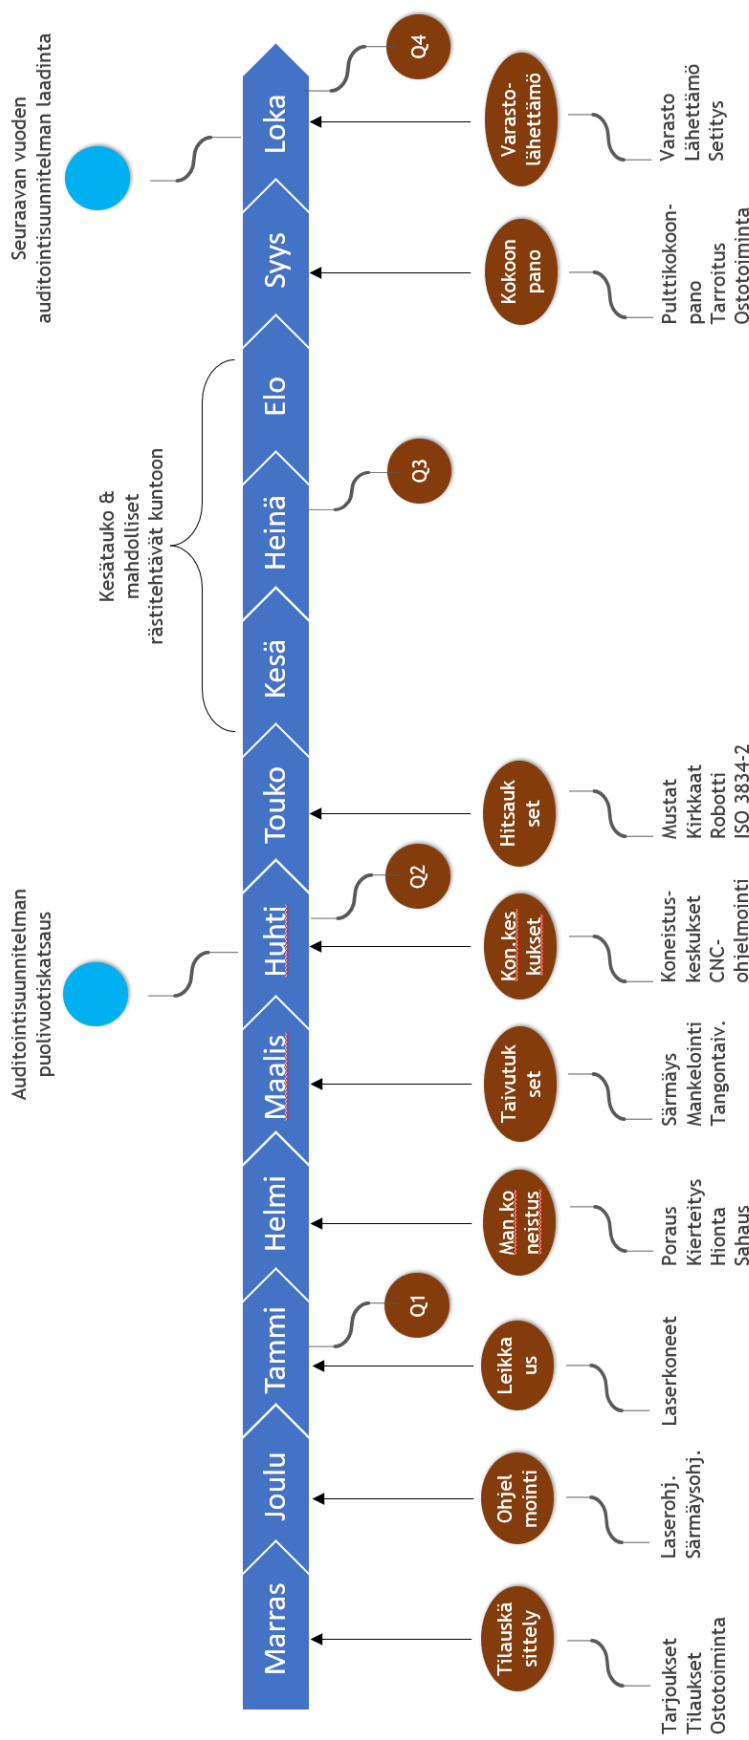 Auditointisuunnitelman
puolivuotiskatsaus
Kesätauko &
mahdolliset
rästitehtävät kuntoon
Seuraavan vuoden
auditointisuunnitelman laadinta
Marras
Joulu
Tammi
Helmi
Maalis
Huhti
Touko
Kesä
Heinä
Elo
Syys
Loka
Q1
Q2
Q3
Q4
Tilauskä
sittely
Ohjel
mointi
Leikka
us
Man.ko
neistus
Taivutuk
set
Kon.kes
kukset
Hitsauk
set
Kokoon
pano
Varasto-
lähettämö
Tarjoukset
Tilaukset
Ostotoiminta
Laserohj.
Särmäysohj.
Laserkoneet
Poraus
Kierteitys
Hionta
Sahaus
Särmäys
Mankelointi
Tangontaiv.
Koneistus-
keskukset
CNC-
ohjelmointi
Mustat
Kirkkaat
Robotti
ISO 3834-2
Pulttikokoon-
pano
Tarroitus
Ostotoiminta
Varasto
Lähettämö
Setitys